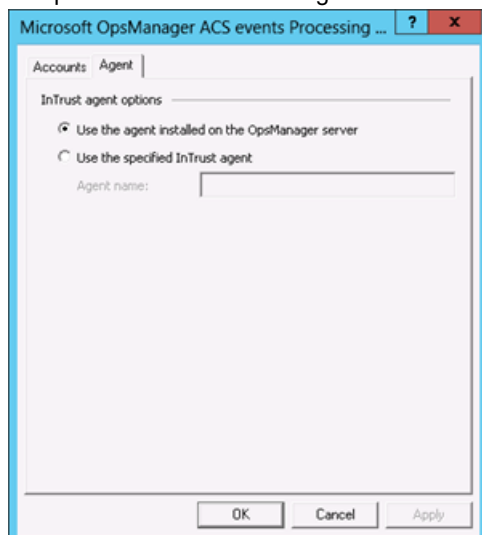 Microsoft OpsManager ACS events Processing ... ? x
Accounts Agent
InTrust agent options
Use the agent installed on the OpsManager server
Use the specified InTrust agent
Agent name:
OK Cancel Apply